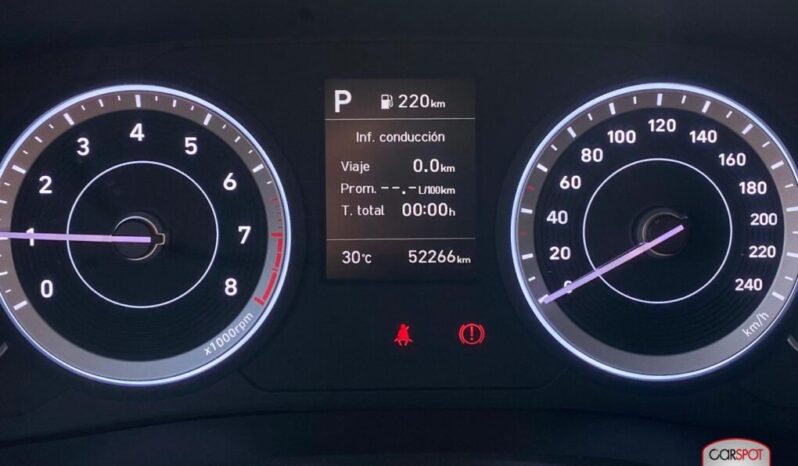 0 1 2 3 4 5 6 7 8
x1000rpm
P 220km
Inf. conducción
Viaje 0.0km
Prom. --.- L/100km
T. total 00:00h
30°C 52266km
0 20 40 60 80 100 120 140 160 180 200 220 240
km/h
CARSPOT